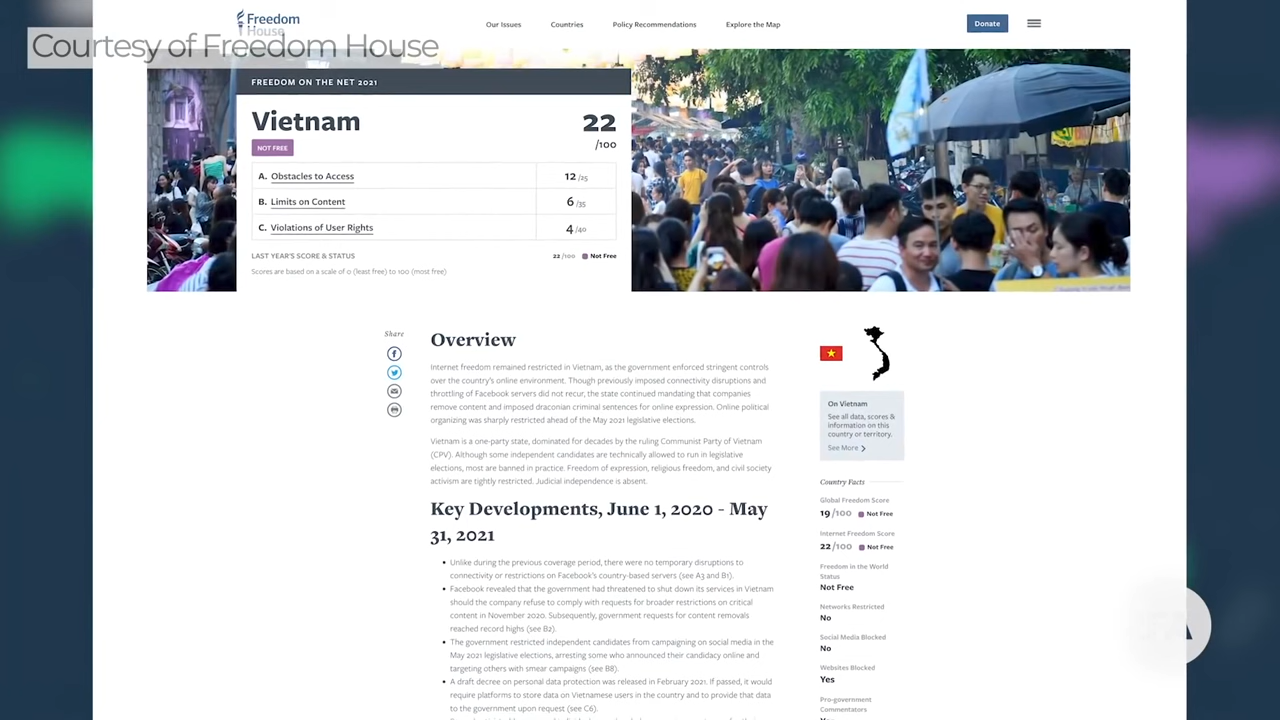 Freedom
House
Our Issues
Countries
Policy Recommendations
Explore the Map
Donate
Courtesy of Freedom House
FREEDOM ON THE NET 2021
Vietnam
22
/100
NOT FREE
A. Obstacles to Access
12 /25
B. Limits on Content
6 /35
C. Violations of User Rights
4 /40
LAST YEAR'S SCORE & STATUS
22 /100 Not Free
Scores are based on a scale of 0 (least free) to 100 (most free)
Share
Overview
Internet freedom remained restricted in Vietnam, as the government enforced stringent controls
over the country's online environment. Though previously imposed connectivity disruptions and
throttling of Facebook servers did not recur, the state continued mandating that companies
remove content and imposed draconian criminal sentences for online expression. Online political
organizing was sharply restricted ahead of the May 2021 legislative elections.
Vietnam is a one-party state, dominated for decades by the ruling Communist Party of Vietnam
(CPV). Although some independent candidates are technically allowed to run in legislative
elections, most are banned in practice. Freedom of expression, religious freedom, and civil society
activism are tightly restricted. Judicial independence is absent.
Key Developments, June 1, 2020 - May
31, 2021
Unlike during the previous coverage period, there were no temporary disruptions to
connectivity or restrictions on Facebook's country-based servers (see A3 and B1).
Facebook revealed that the government had threatened to shut down its services in Vietnam
should the company refuse to comply with requests for broader restrictions on critical
content in November 2020. Subsequently, government requests for content removals
reached record highs (see B2).
The government restricted independent candidates from campaigning on social media in the
May 2021 legislative elections, arresting some who announced their candidacy online and
targeting others with smear campaigns (see B8).
A draft decree on personal data protection was released in February 2021. If passed, it would
require platforms to store data on Vietnamese users in the country and to provide that data
to the government upon request (see C6).
On Vietnam
See all data, scores &
information on this
country or territory.
See More
Country Facts
Global Freedom Score
19 /100 Not Free
Internet Freedom Score
22 /100 Not Free
Freedom in the World
Status
Not Free
Networks Restricted
No
Social Media Blocked
No
Websites Blocked
Yes
Pro-government
Commentators